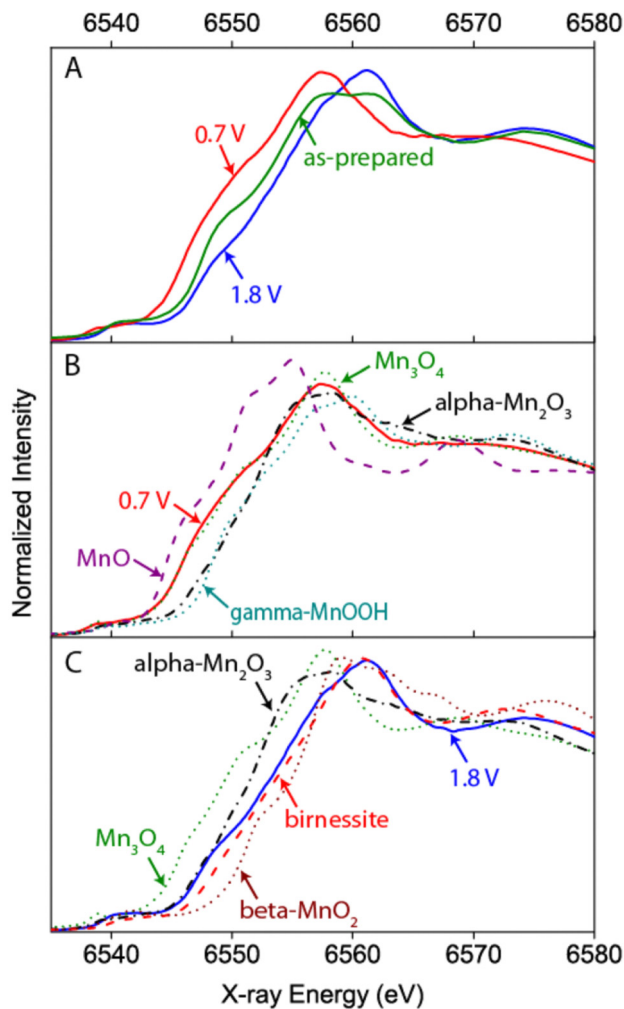 6540 6550 6560 6570 6580
A
0.7 V
as-prepared
1.8 V
B
Mn₃O₄
alpha-Mn₂O₃
0.7 V
MnO
gamma-MnOOH
Normalized Intensity
C
alpha-Mn₂O₃
1.8 V
birnessite
Mn₃O₄
beta-MnO₂
6540 6550 6560 6570 6580
X-ray Energy (eV)